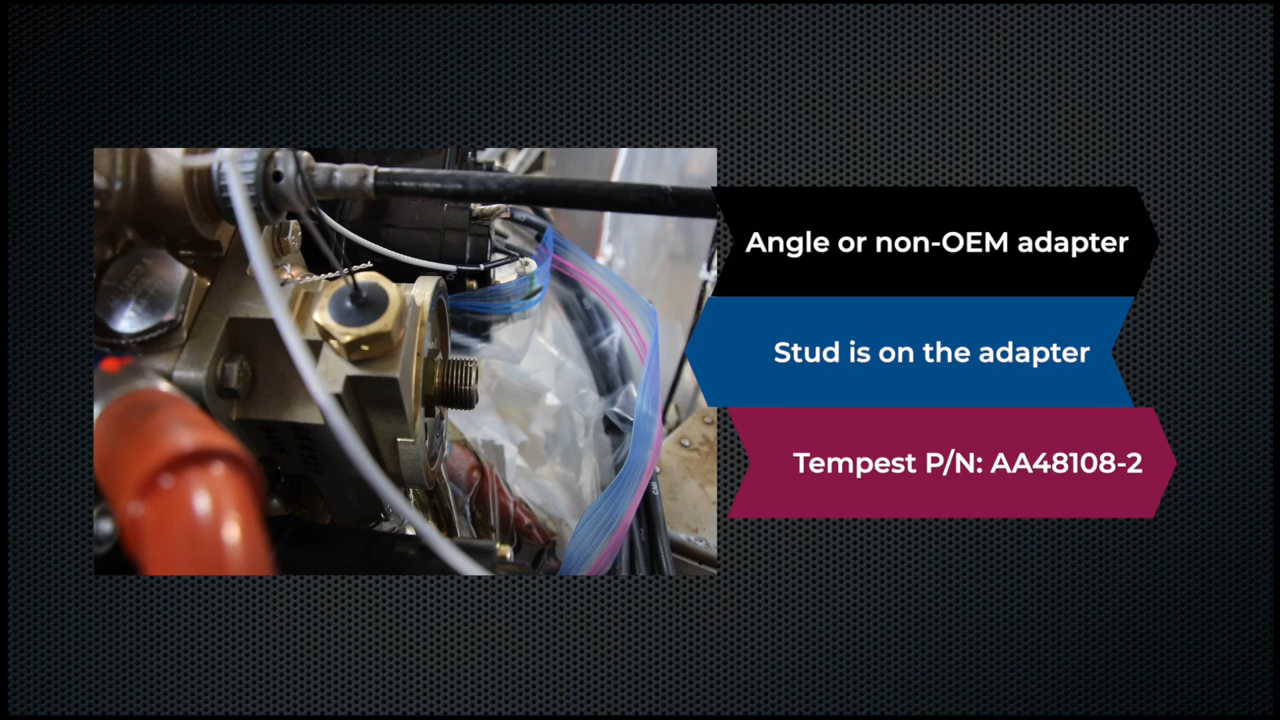 Angle or non-OEM adapter
Stud is on the adapter
Tempest P/N: AA48108-2